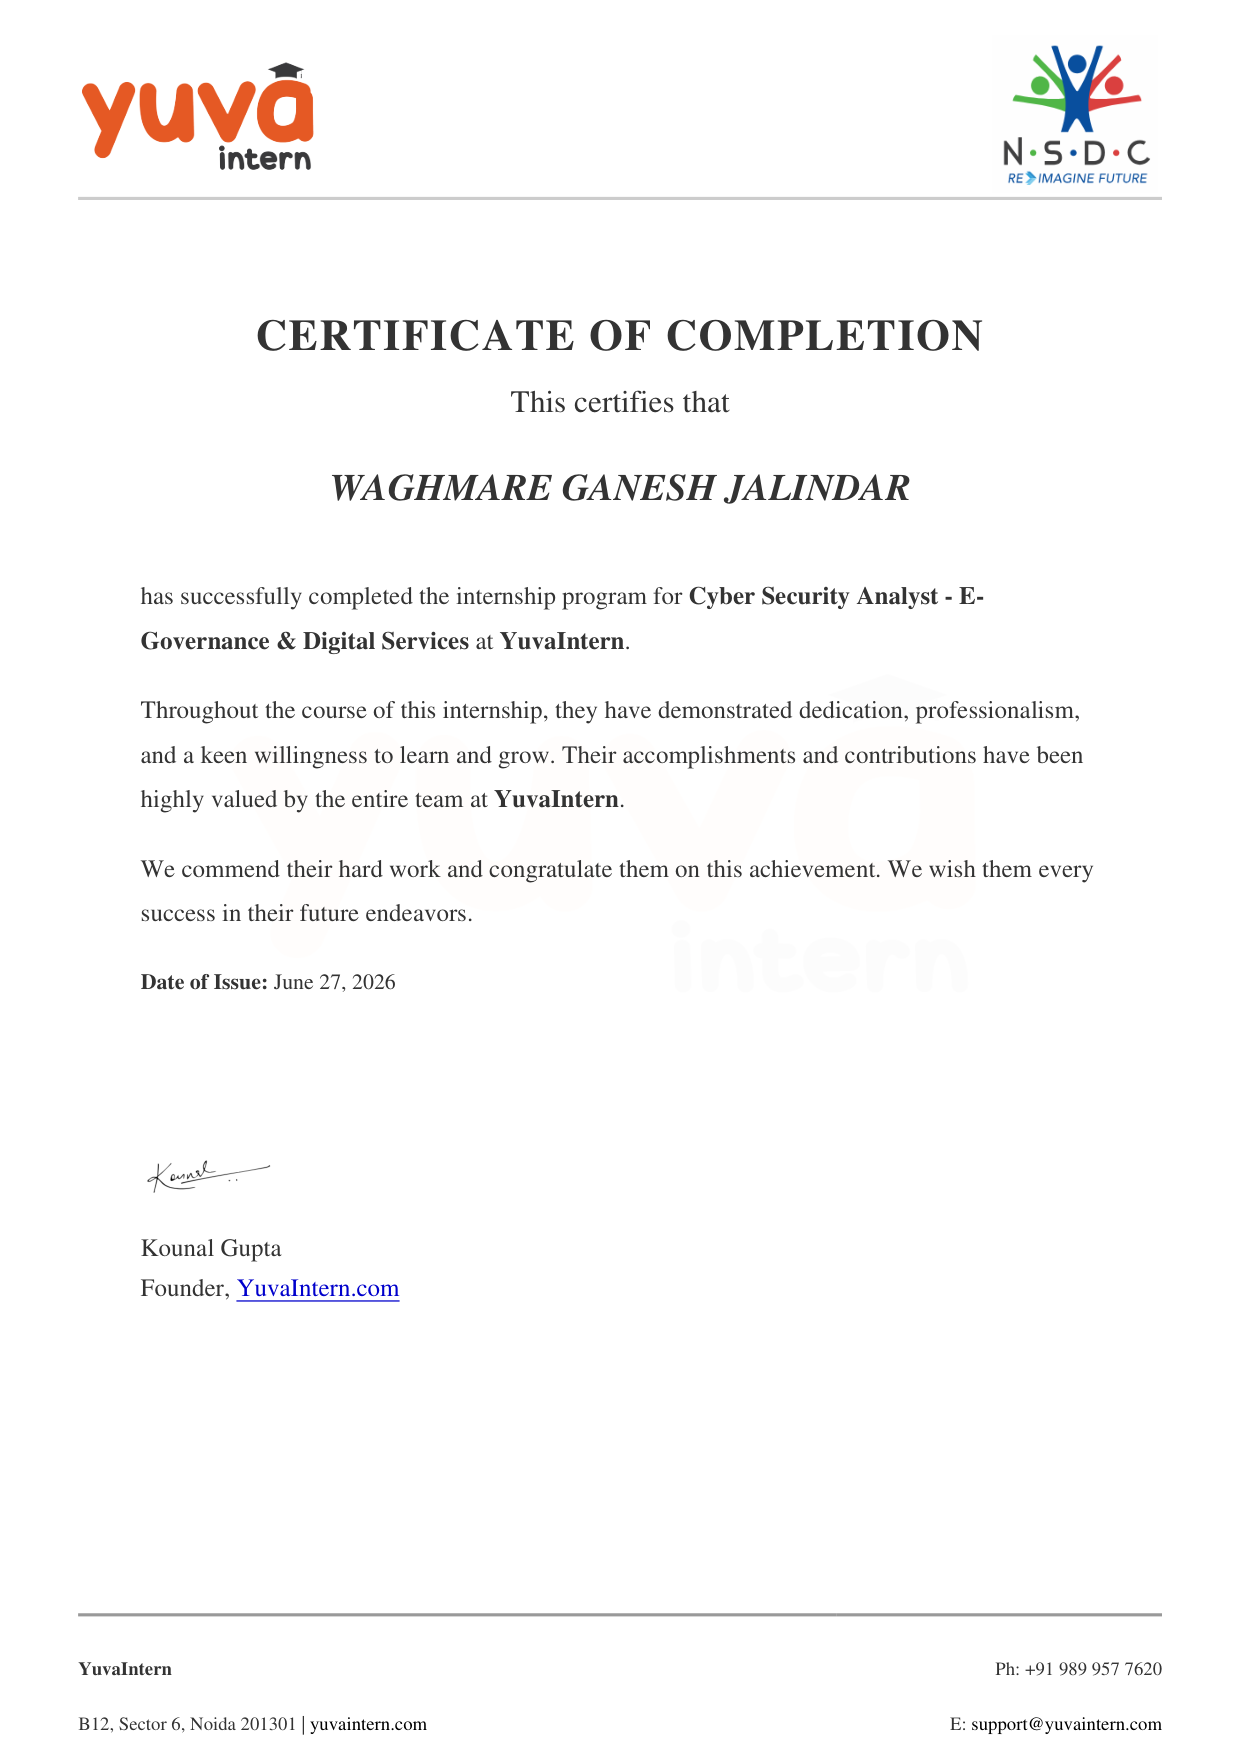 yuva
intern
N·S·D·C
RE IMAGINE FUTURE
CERTIFICATE OF COMPLETION
This certifies that
WAGHMARE GANESH JALINDAR
has successfully completed the internship program for Cyber Security Analyst - E-
Governance & Digital Services at YuvaIntern.
Throughout the course of this internship, they have demonstrated dedication, professionalism,
and a keen willingness to learn and grow. Their accomplishments and contributions have been
highly valued by the entire team at YuvaIntern.
We commend their hard work and congratulate them on this achievement. We wish them every
success in their future endeavors.
yuva
intern
Date of Issue: June 27, 2026
Kounal
Kounal Gupta
Founder, YuvaIntern.com
YuvaIntern
Ph: +91 989 957 7620
B12, Sector 6, Noida 201301 | yuvaintern.com
E: support@yuvaintern.com